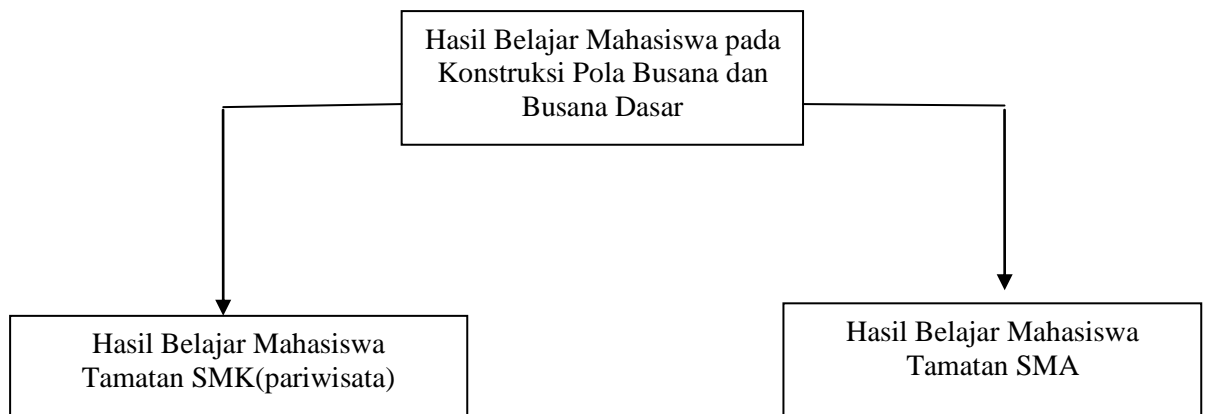 Hasil Belajar Mahasiswa pada
Konstruksi Pola Busana dan
Busana Dasar
Hasil Belajar Mahasiswa
Tamatan SMK(pariwisata)
Hasil Belajar Mahasiswa
Tamatan SMA